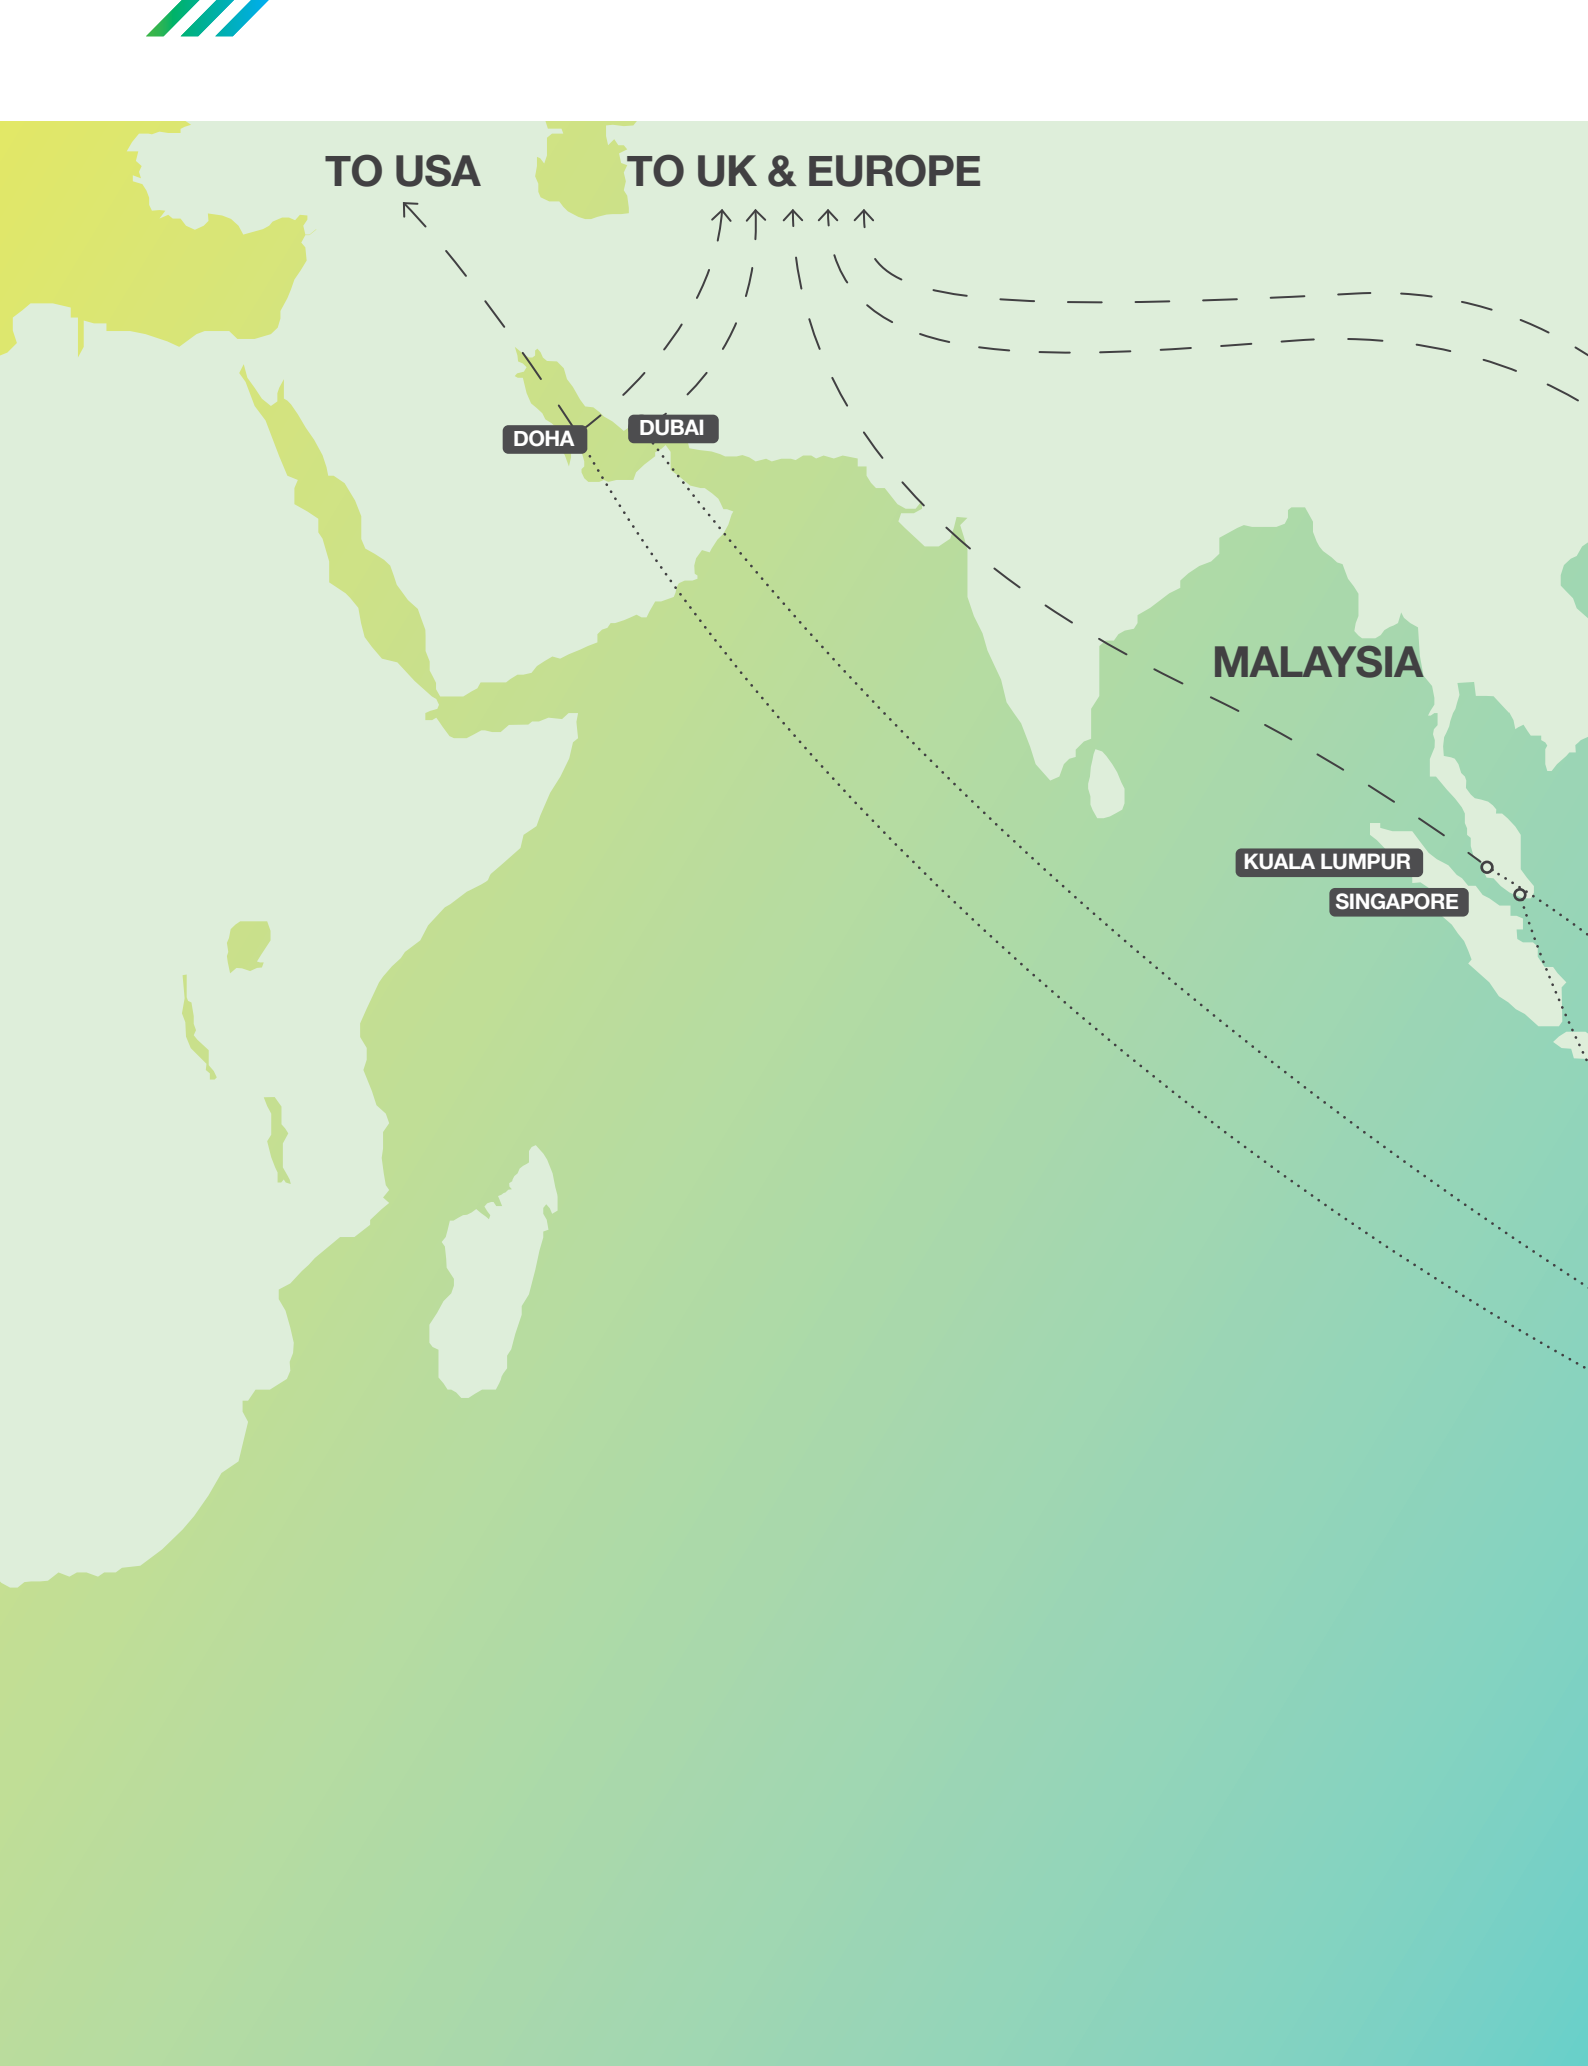 TO USA
TO UK & EUROPE
DOHA
DUBAI
MALAYSIA
KUALA LUMPUR
SINGAPORE